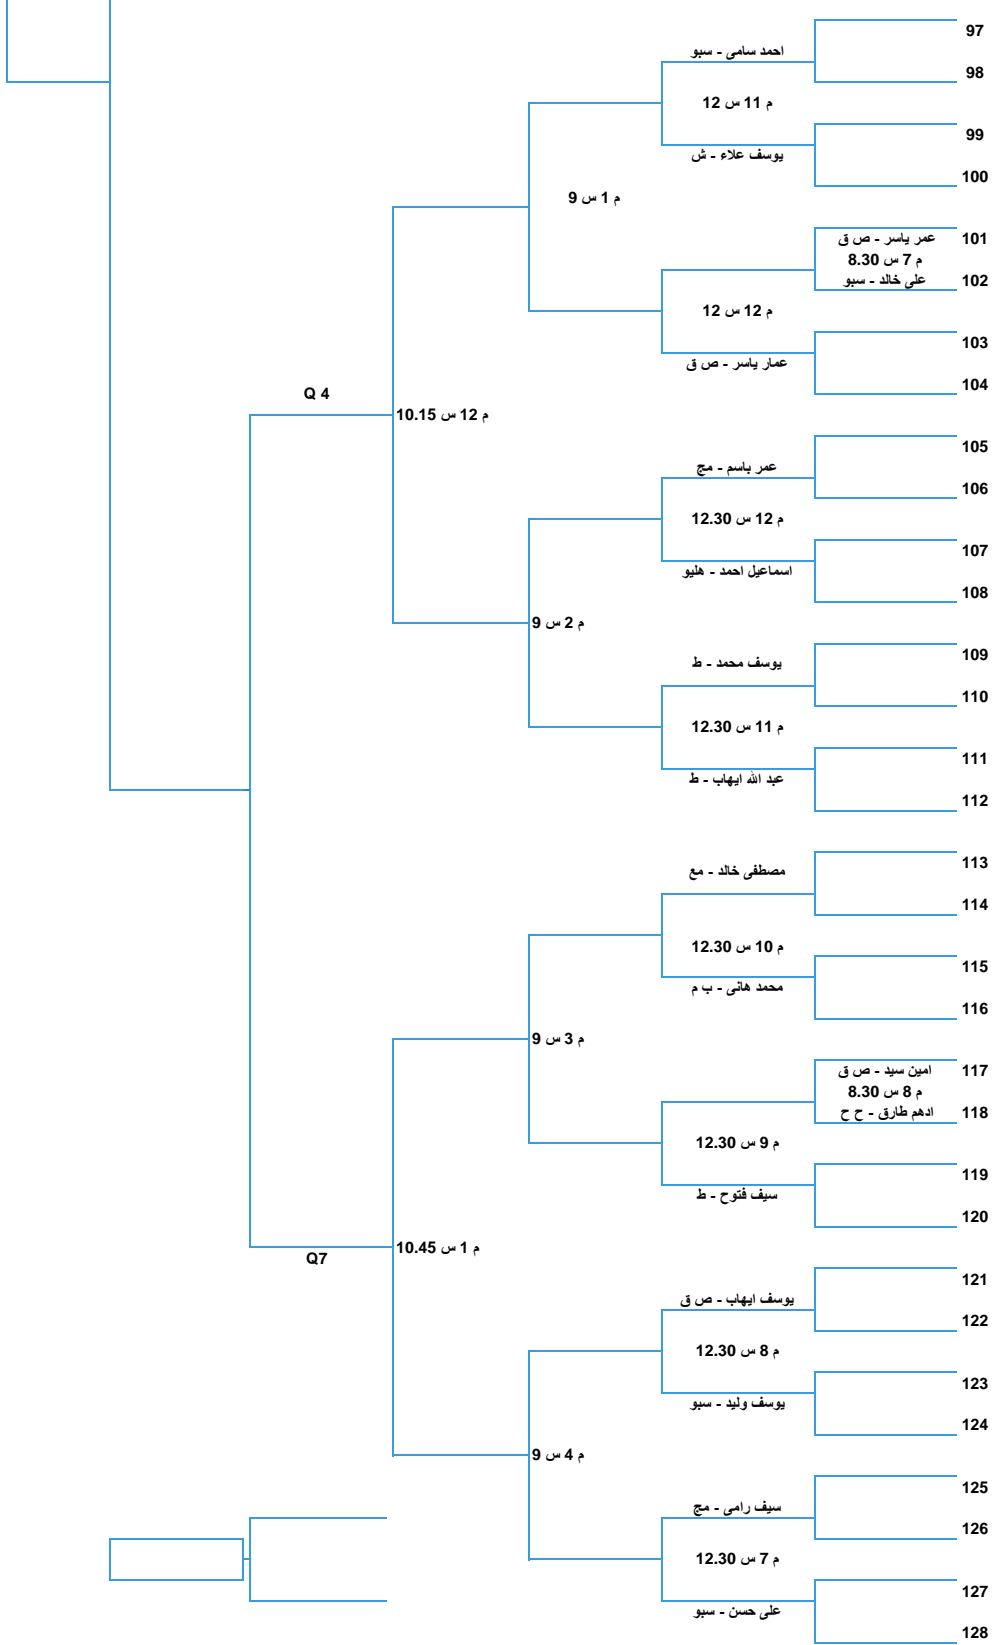 97
احمد سامى - سبو
98
م 11 س 12
99
يوسف علاء - ش
100
م 1 س 9
101
عمر ياسر - ص ق
م 7 س 8.30
102
على خالد - سبو
م 12 س 12
103
عمار ياسر - ص ق
104
Q 4
م 12 س 10.15
105
عمر باسم - مج
106
م 12 س 12.30
107
اسماعيل احمد - هليو
108
م 2 س 9
109
يوسف محمد - ط
110
م 11 س 12.30
111
عبد الله ايهاب - ط
112
113
مصطفى خالد - مع
114
م 10 س 12.30
115
محمد هانى - ب م
116
م 3 س 9
117
امين سيد - ص ق
م 8 س 8.30
118
ادهم طارق - ح ح
م 9 س 12.30
119
سيف فتوح - ط
120
م 1 س 10.45
Q7
121
يوسف ايهاب - ص ق
122
م 8 س 12.30
123
يوسف وليد - سبو
124
م 4 س 9
125
سيف رامى - مج
126
م 7 س 12.30
127
على حسن - سبو
128